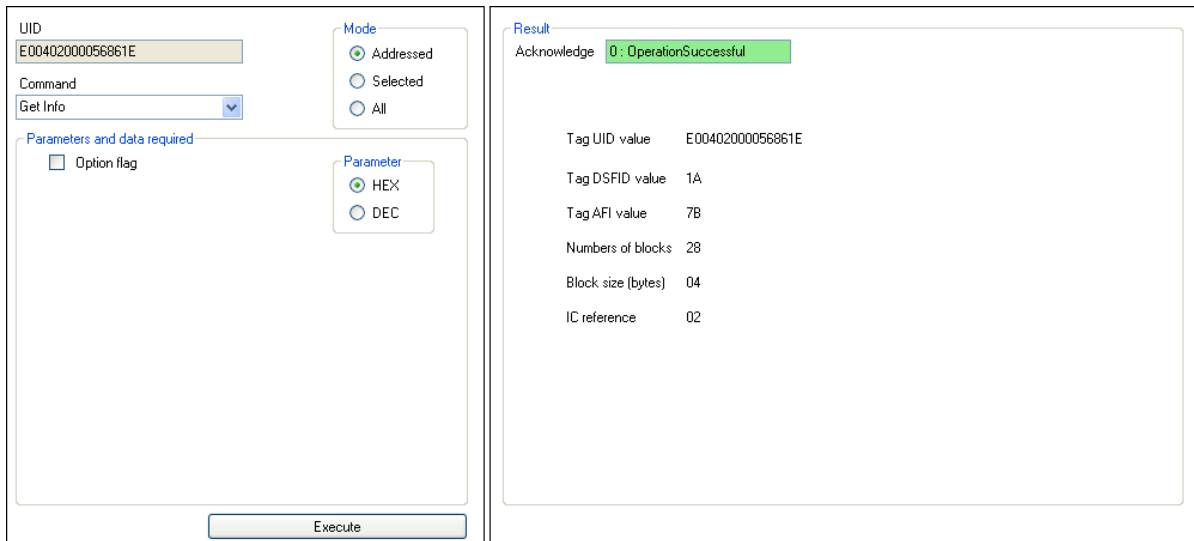 UID
E00402000056861E
Command
Get Info
Mode
Addressed
Selected
All
Parameters and data required
Option flag
Parameter
HEX
DEC
Execute
Result
Acknowledge 0 : OperationSuccessful
Tag UID value E00402000056861E
Tag DSFID value 1A
Tag AFI value 7B
Numbers of blocks 28
Block size (bytes) 04
IC reference 02